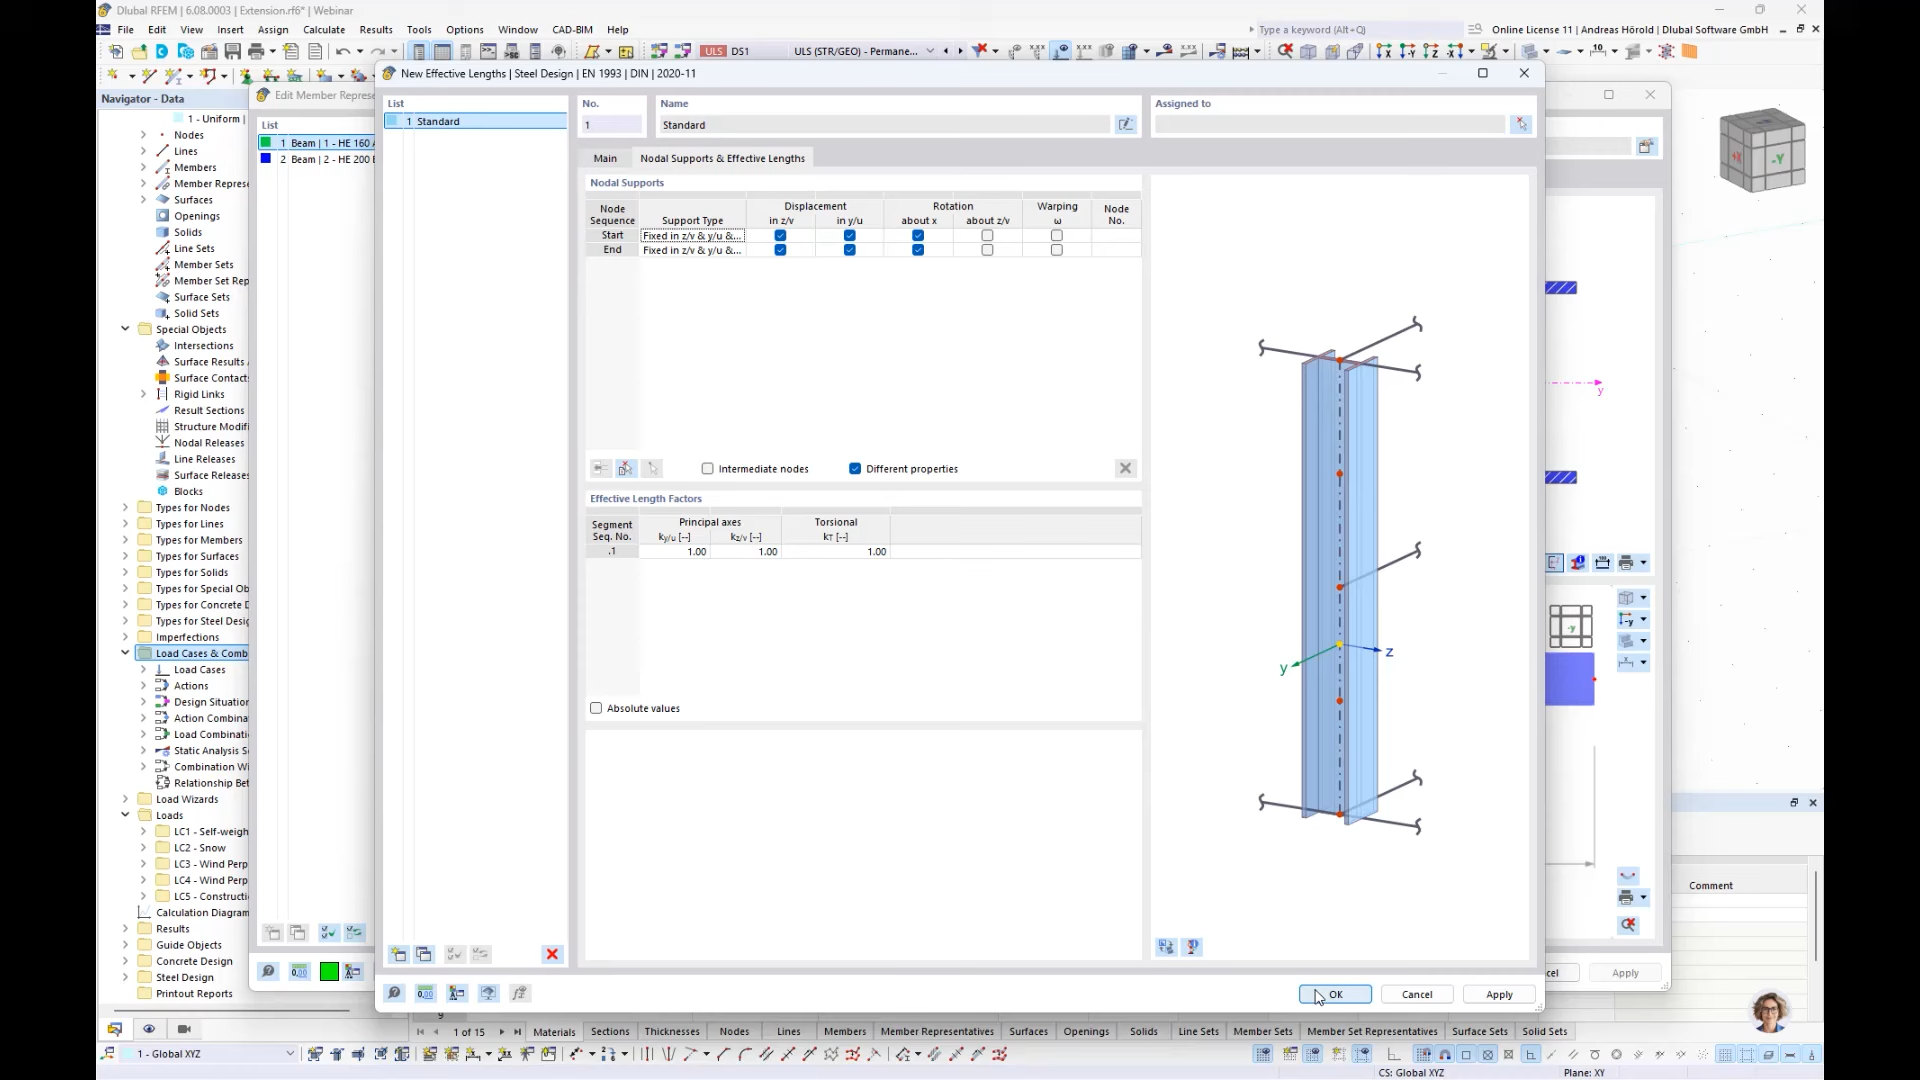 Dlubal RFEM | 6.08.0003 | Extension.rf6* | Webinar
File Edit View Insert Assign Calculate Results Tools Options Window CAD-BIM Help
Type a keyword (Alt+Q)
Online License 11 | Andreas Hörold | Dlubal Software GmbH
ULS DS1 ULS (STR/GEO) - Permane...
Navigator - Data
1 - Uniform |
Nodes
Lines
Members
Member Represe
Surfaces
Openings
Solids
Line Sets
Member Sets
Member Set Rep
Surface Sets
Solid Sets
Special Objects
Intersections
Surface Results
Surface Contacts
Rigid Links
Result Sections
Structure Modifi
Nodal Releases
Line Releases
Surface Releases
Blocks
Types for Nodes
Types for Lines
Types for Members
Types for Surfaces
Types for Solids
Types for Special Ob
Types for Concrete D
Types for Steel Desig
Imperfections
Load Cases & Comb
Load Cases
Actions
Design Situation
Action Combina
Load Combinati
Static Analysis S
Combination Wi
Relationship Bet
Load Wizards
Loads
LC1 - Self-weigh
LC2 - Snow
LC3 - Wind Perp
LC4 - Wind Perp
LC5 - Constructi
Calculation Diagram
Results
Guide Objects
Concrete Design
Steel Design
Printout Reports
1 - Global XYZ
Edit Member Represe
List
1 Beam | 1 - HE 160 A
2 Beam | 2 - HE 200 B
New Effective Lengths | Steel Design | EN 1993 | DIN | 2020-11
List
1 Standard
No.
1
Name
Standard
Assigned to
Main Nodal Supports & Effective Lengths
Nodal Supports
Node Sequence Support Type Displacement in z/v in y/u Rotation about x about z/v Warping ω Node No.
Start Fixed in z/v & y/u &...
End Fixed in z/v & y/u &...
Intermediate nodes Different properties
Effective Length Factors
Segment Seq. No. Principal axes ky/u [--] kz/v [--] Torsional kT [--]
.1 1.00 1.00 1.00
Absolute values
y z
OK Cancel Apply
y
-y
cel Apply
+X -Y
Comment
9
1 of 15 Materials Sections Thicknesses Nodes Lines Members Member Representatives Surfaces Openings Solids Line Sets Member Sets Member Set Representatives Surface Sets Solid Sets
CS: Global XYZ Plane: XY